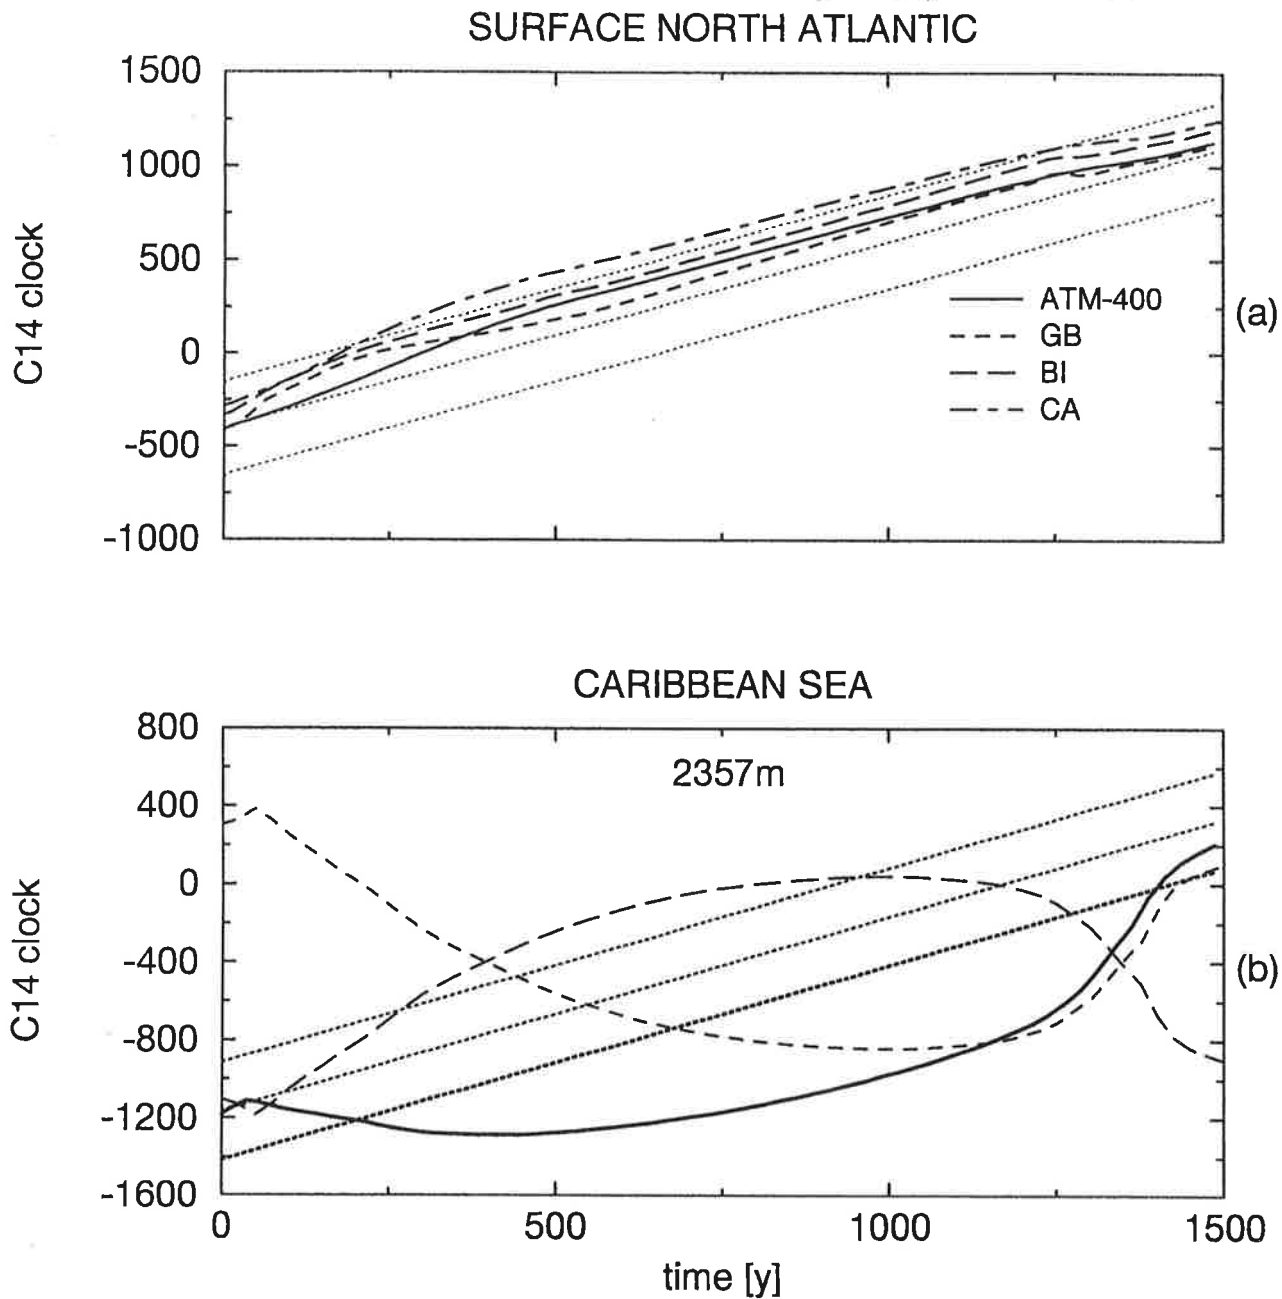 SURFACE NORTH ATLANTIC
1500
1000
500
0
-500
-1000
C14 clock
ATM-400
GB
BI
CA
(a)
CARIBBEAN SEA
2357m
800
400
0
-400
-800
-1200
-1600
C14 clock
(b)
0 500 1000 1500
time [y]